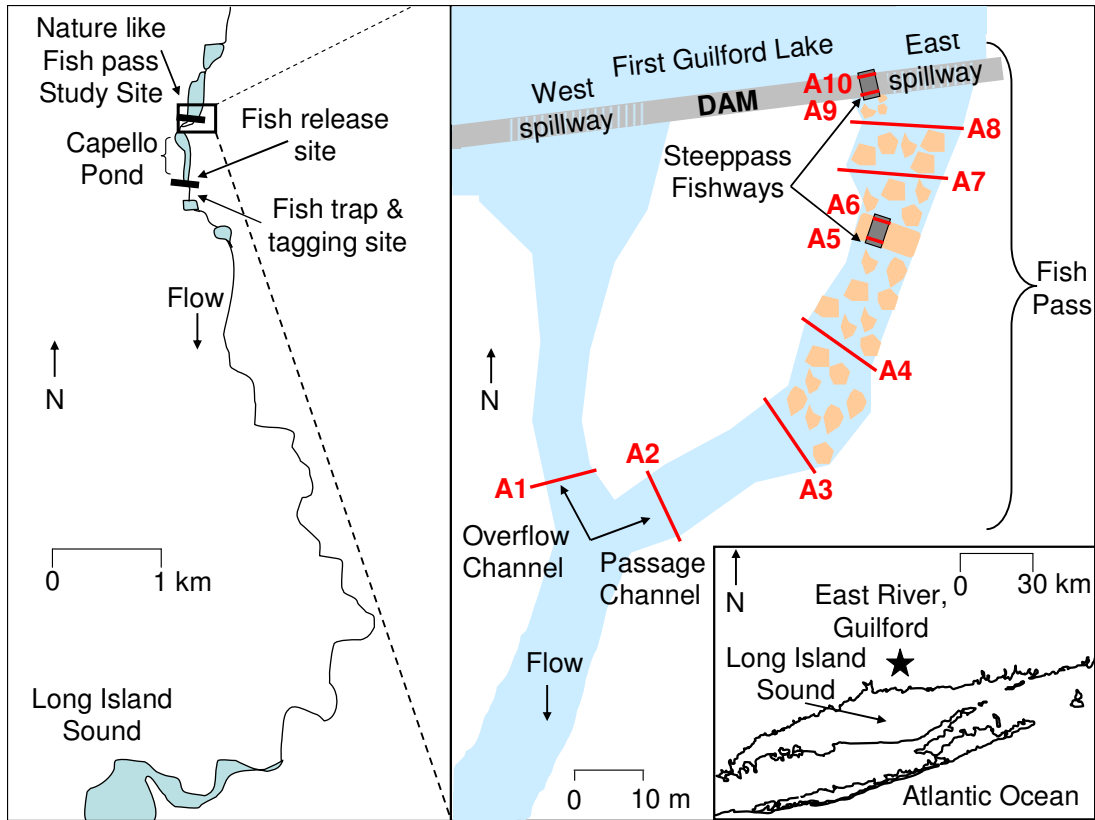 Nature like
Fish pass
Study Site
Fish release
site
Capello
Pond
Fish trap &
tagging site
Flow
N
0 1 km
Long Island
Sound
First Guilford Lake
East
spillway
West
spillway
DAM
A10
A9
A8
Steeppass
Fishways
A7
A6
A5
Fish
Pass
A4
N
A3
A2
A1
Overflow
Channel
Passage
Channel
Flow
0 10 m
N
0 30 km
East River,
Guilford
Long Island
Sound
Atlantic Ocean